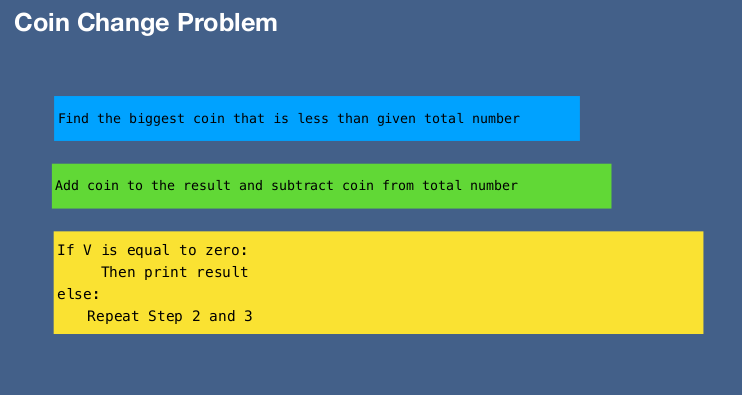 Coin Change Problem
Find the biggest coin that is less than given total number
Add coin to the result and subtract coin from total number
If V is equal to zero:
Then print result
else:
Repeat Step 2 and 3